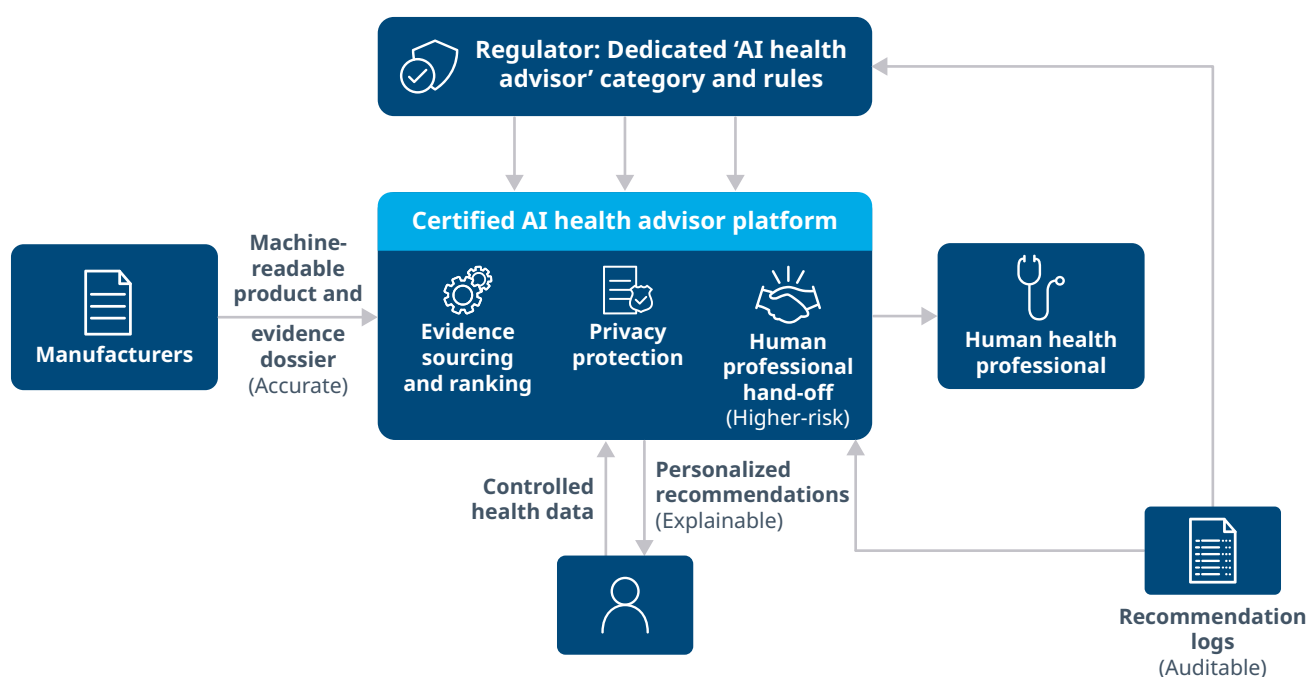 Regulator: Dedicated ‘AI health
advisor’ category and rules
Certified AI health advisor platform
Machine-
readable
product and
evidence
dossier
(Accurate)
Manufacturers
Evidence
sourcing
and ranking
Privacy
protection
Human
professional
hand-off
(Higher-risk)
Human health
professional
Controlled
health data
Personalized
recommendations
(Explainable)
Recommendation
logs
(Auditable)